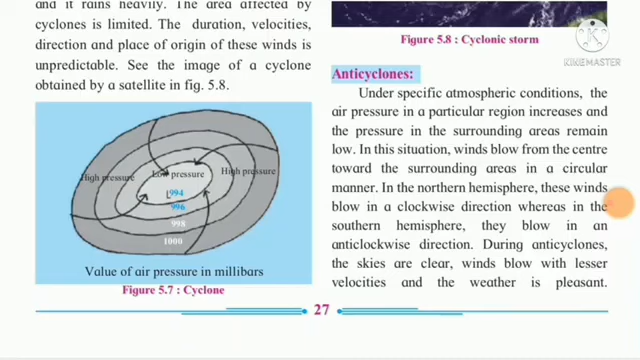 and it rains heavily. The area affected by
cyclones is limited. The duration, velocities,
direction and place of origin of these winds is
unpredictable. See the image of a cyclone
obtained by a satellite in fig. 5.8.
High pressure
Low pressure
High pressure
994
996
998
1000
Value of air pressure in millibars
Figure 5.7 : Cyclone
KINEMASTER
Figure 5.8 : Cyclonic storm
Anticyclones:
Under specific atmospheric conditions, the
air pressure in a particular region increases and
the pressure in the surrounding areas remain
low. In this situation, winds blow from the centre
toward the surrounding areas in a circular
manner. In the northern hemisphere, these winds
blow in a clockwise direction whereas in the
southern hemisphere, they blow in an
anticlockwise direction. During anticyclones,
the skies are clear, winds blow with lesser
velocities and the weather is pleasant.
27